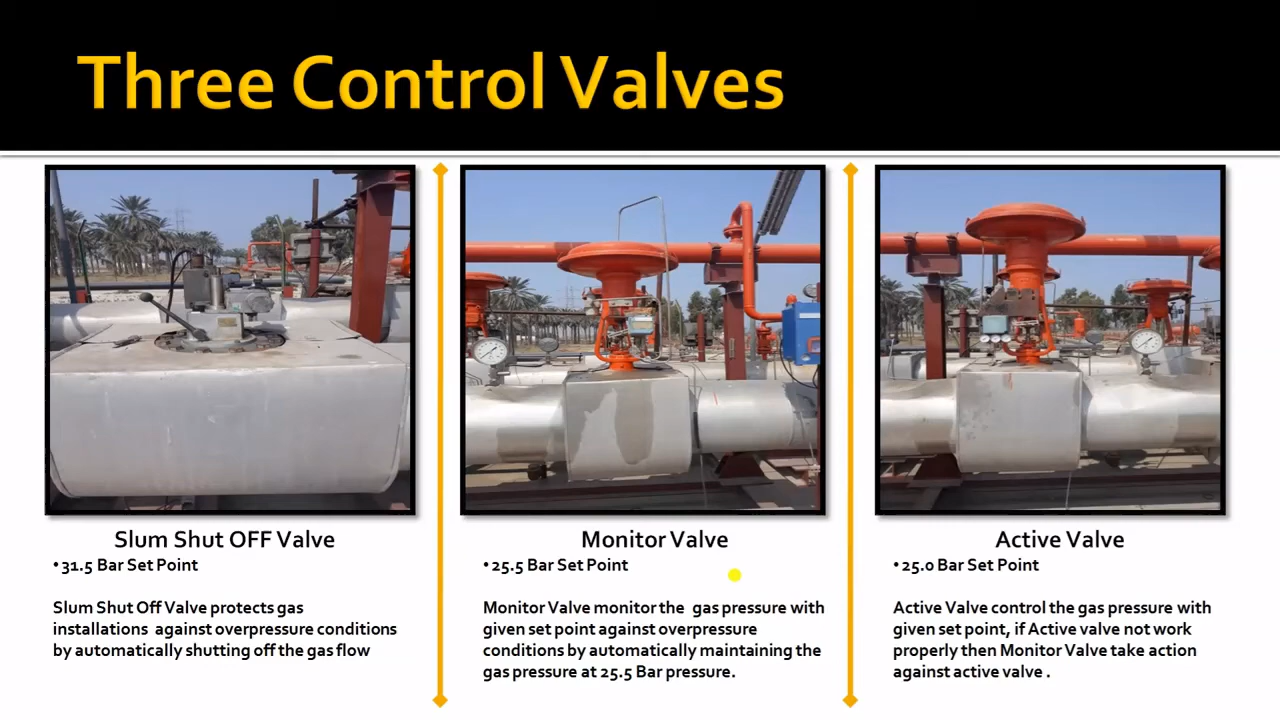 Three Control Valves
Slum Shut OFF Valve
• 31.5 Bar Set Point
Slum Shut Off Valve protects gas
installations against overpressure conditions
by automatically shutting off the gas flow
Monitor Valve
• 25.5 Bar Set Point
Monitor Valve monitor the gas pressure with
given set point against overpressure
conditions by automatically maintaining the
gas pressure at 25.5 Bar pressure.
Active Valve
• 25.0 Bar Set Point
Active Valve control the gas pressure with
given set point, if Active valve not work
properly then Monitor Valve take action
against active valve .